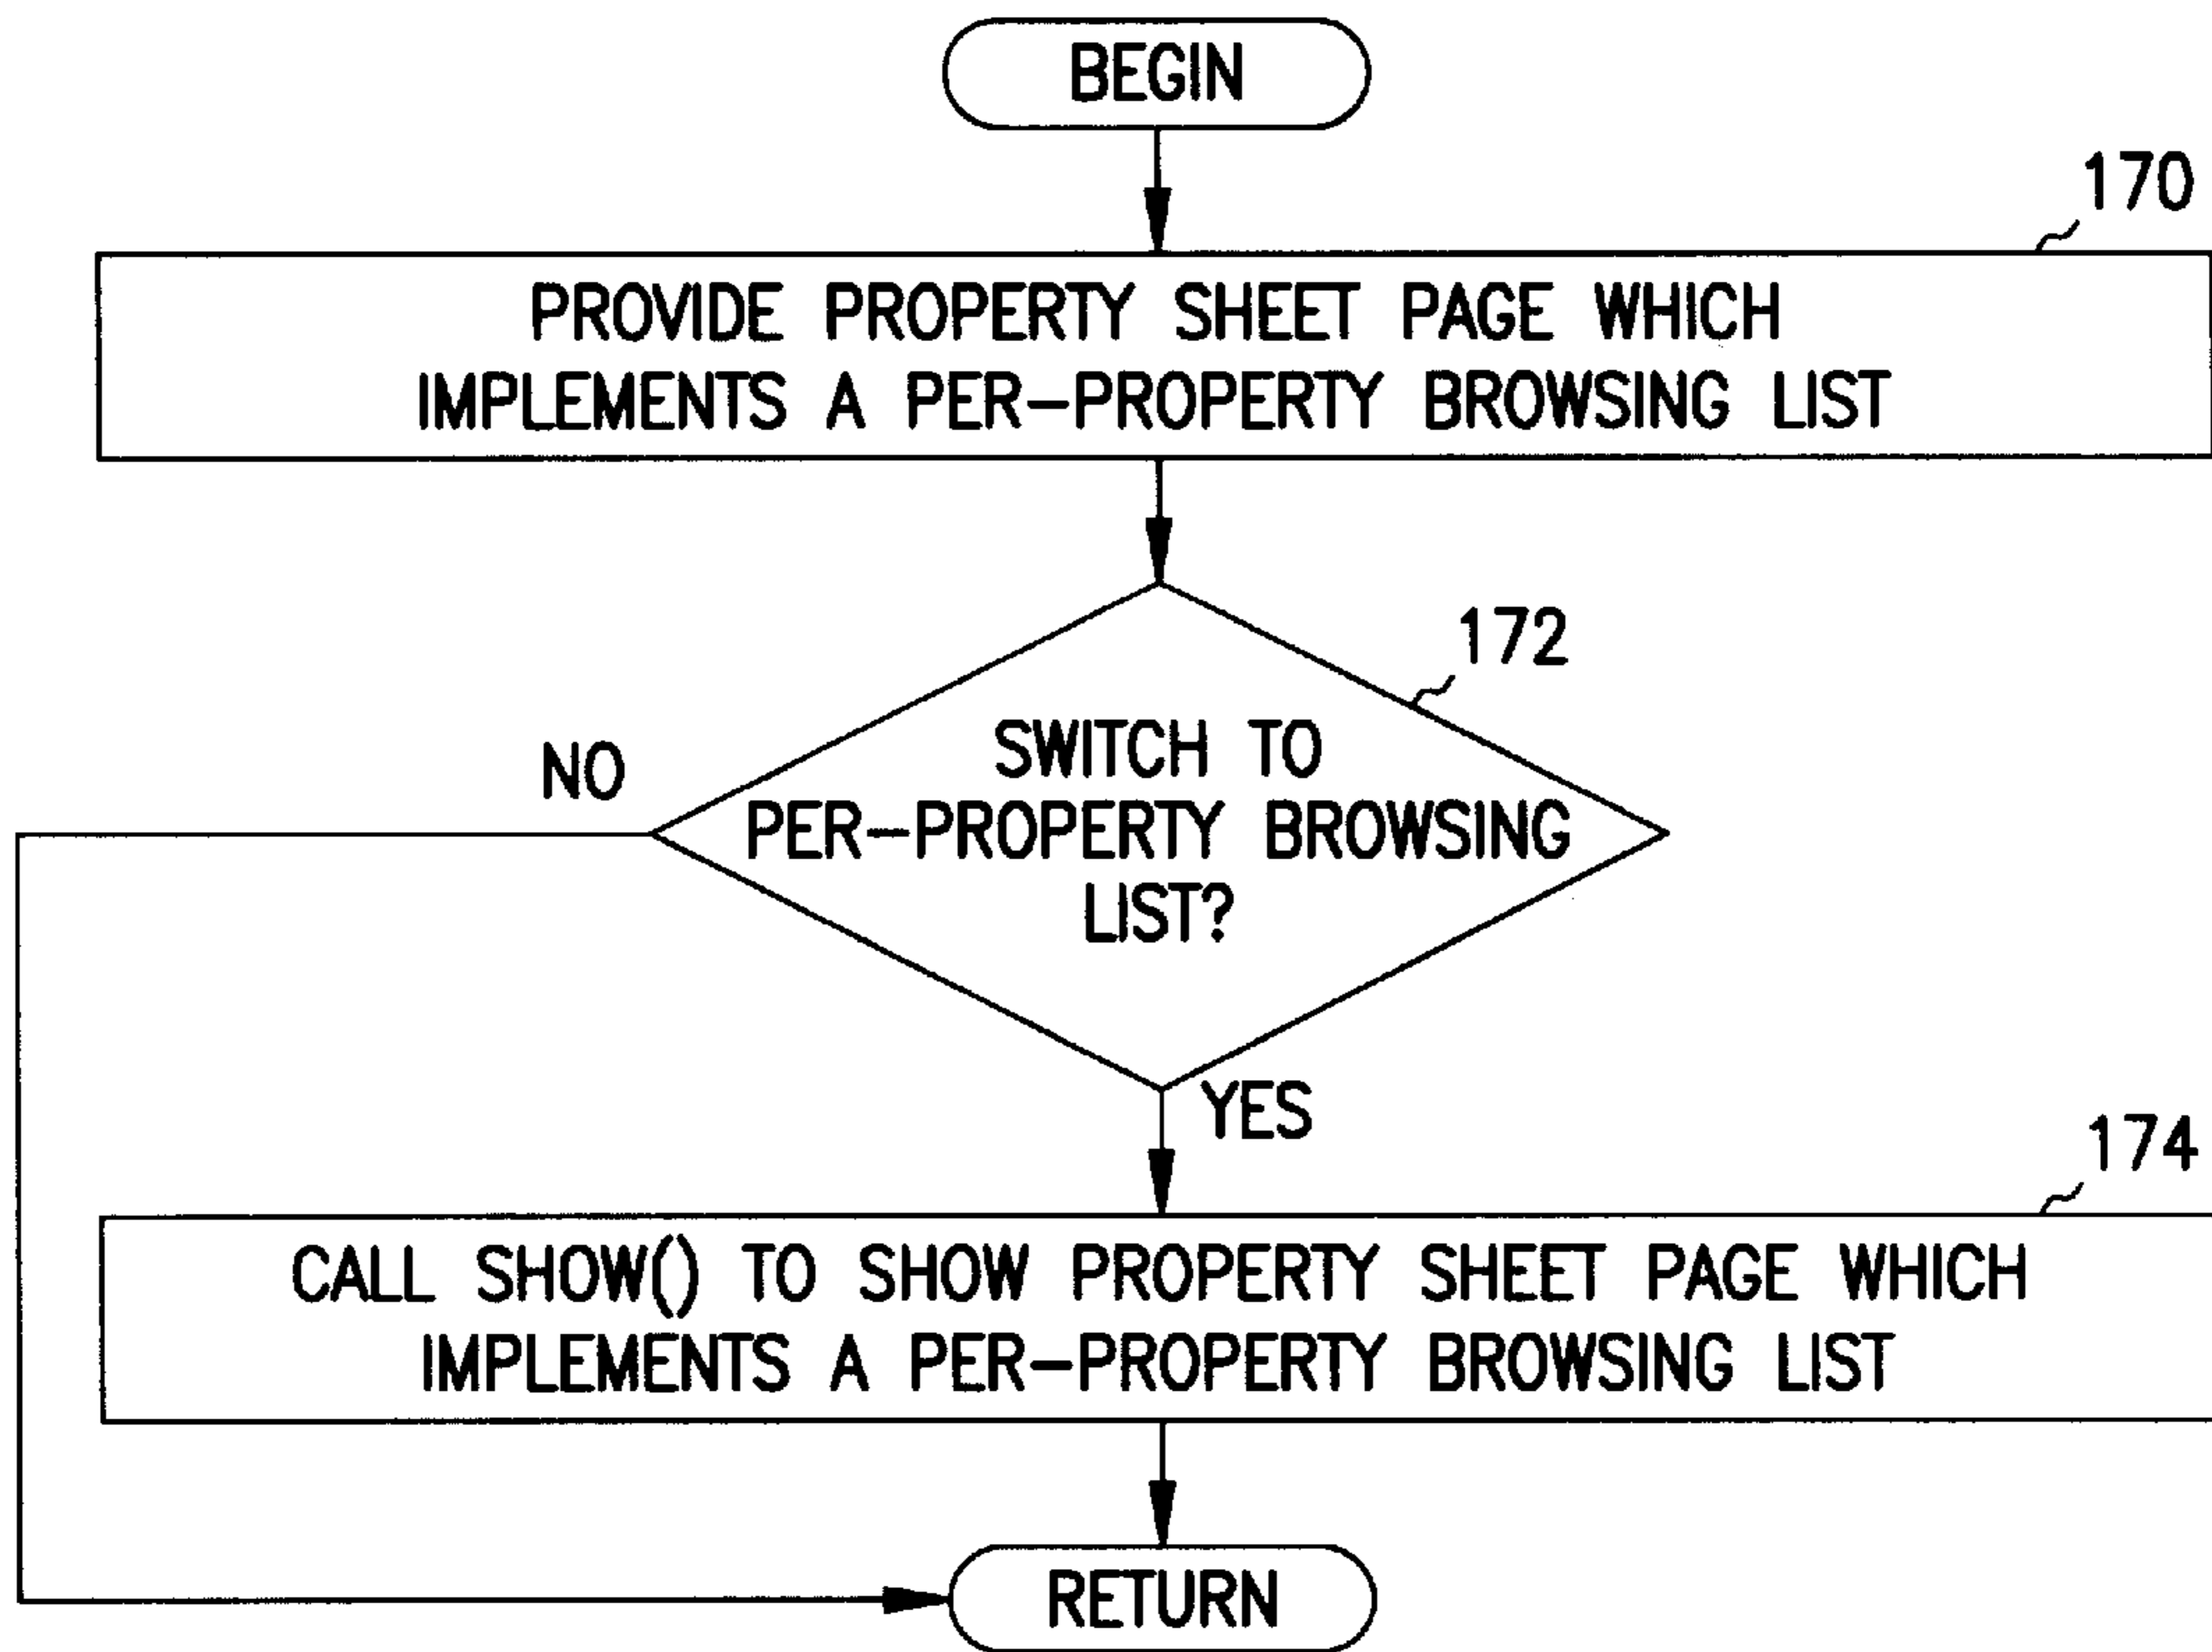 BEGIN
170
PROVIDE PROPERTY SHEET PAGE WHICH
IMPLEMENTS A PER-PROPERTY BROWSING LIST
172
SWITCH TO
PER-PROPERTY BROWSING
LIST?
NO
YES
174
CALL SHOW() TO SHOW PROPERTY SHEET PAGE WHICH
IMPLEMENTS A PER-PROPERTY BROWSING LIST
RETURN